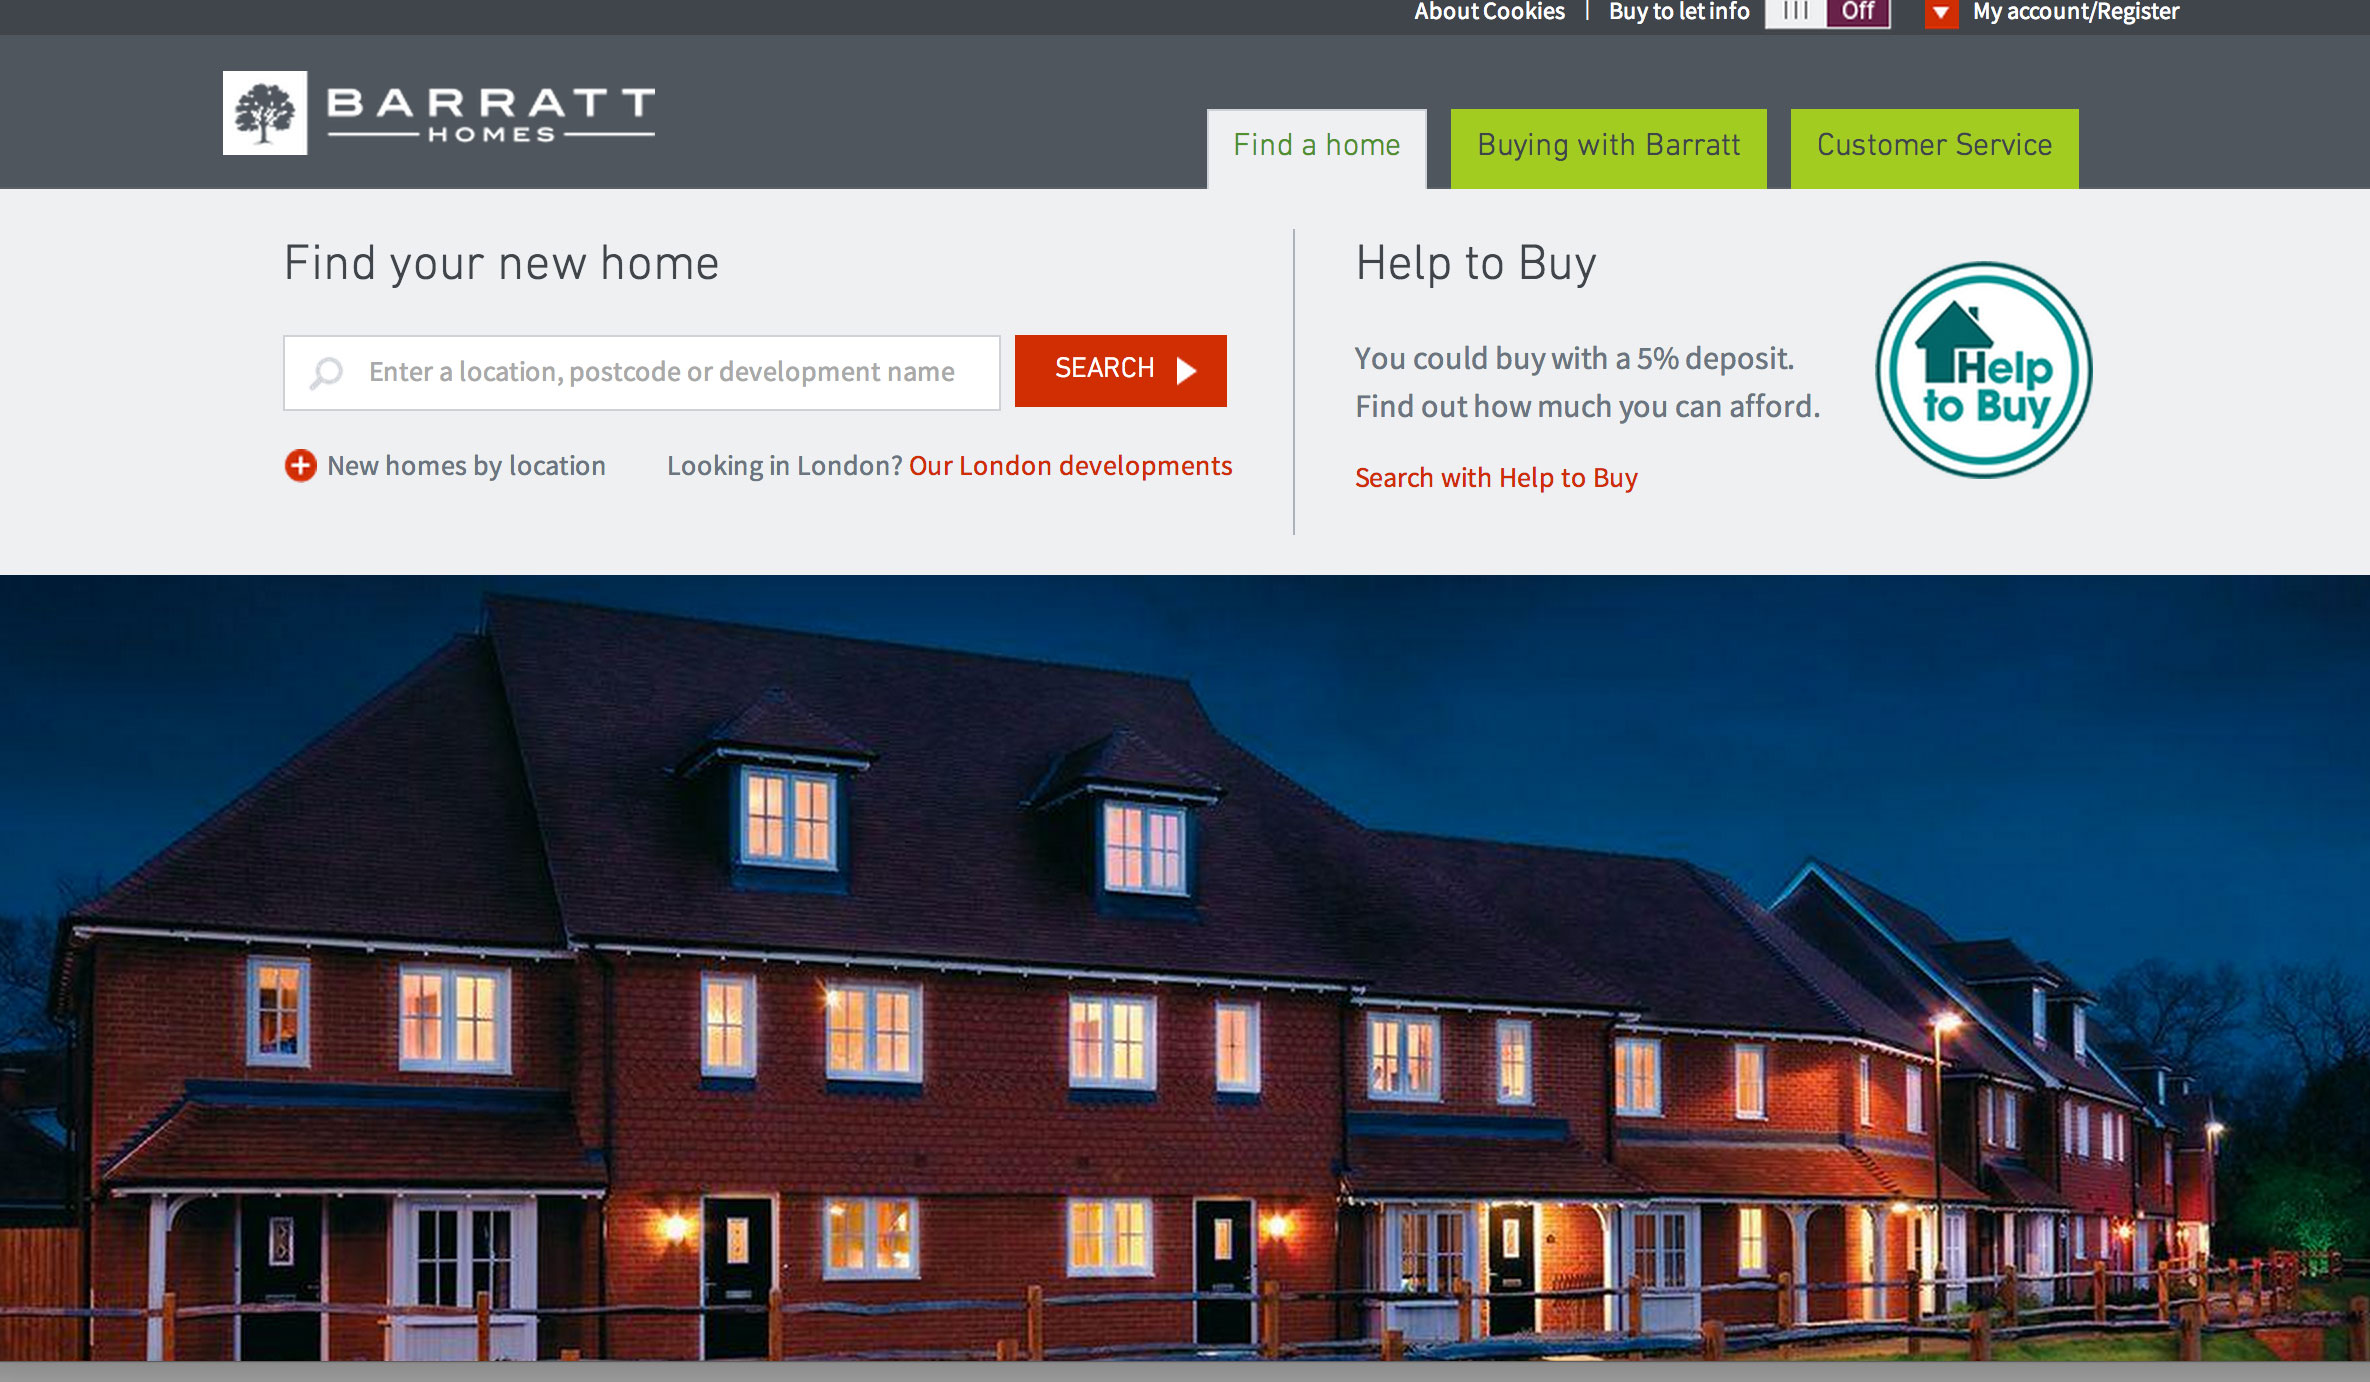 About Cookies | Buy to let info Off My account/Register
BARRATT
HOMES
Find a home Buying with Barratt Customer Service
Find your new home
Enter a location, postcode or development name SEARCH
New homes by location Looking in London? Our London developments
Help to Buy
You could buy with a 5% deposit.
Find out how much you can afford.
Search with Help to Buy
Help
to Buy